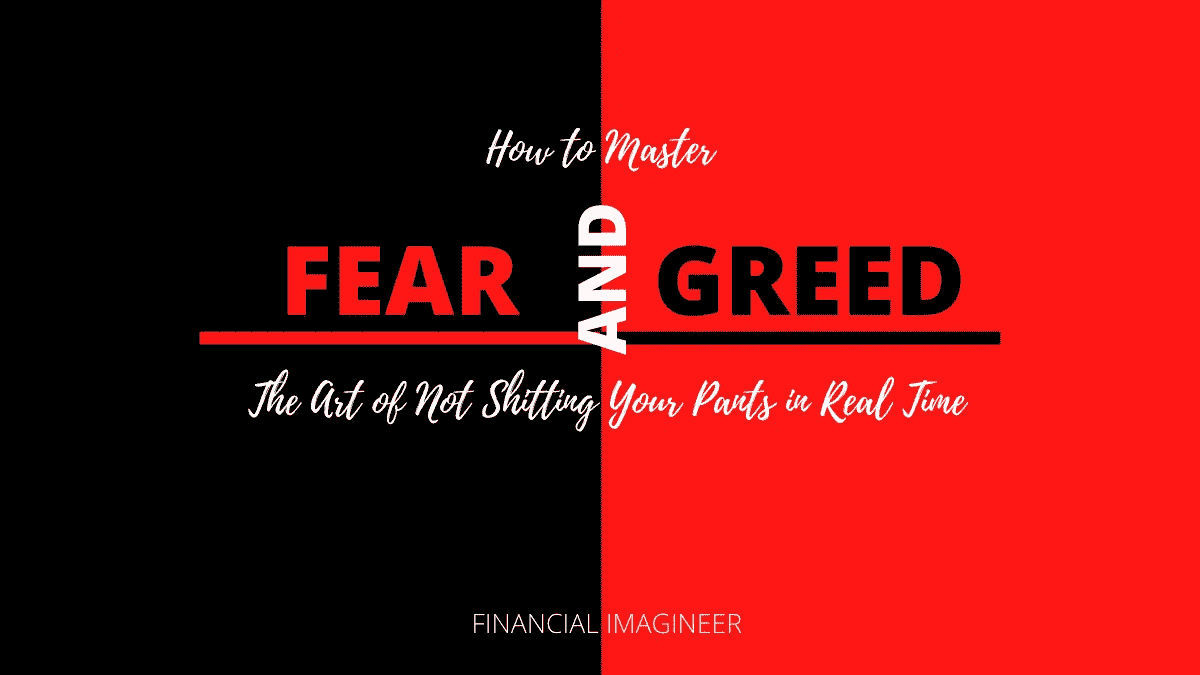 How to Master
FEAR AND GREED
The Art of Not Shitting Your Pants in Real Time
FINANCIAL IMAGINEER